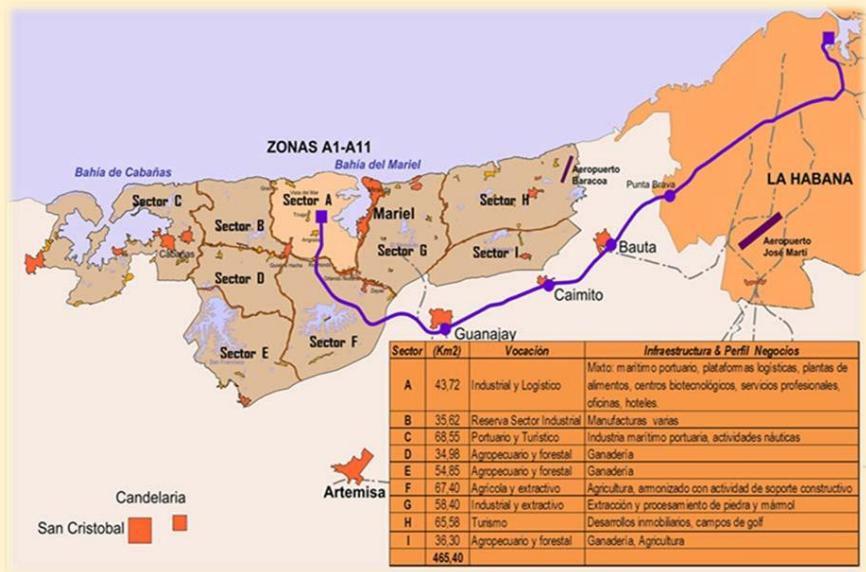 ZONAS A1-A11
Bahía de Cabañas
Bahía del Mariel
Sector C
Sector B
Sector A
Mariel
Sector H
Aeropuerto
Baracoa
Punta Brava
LA HABANA
Vista del Mar
Cabañas
Quiebra Hacha
Sector G
Sector I
Bauta
Aeropuerto
José Martí
Sector D
Caimito
Sector E
Sector F
Guanajay
Artemisa
Candelaria
San Cristobal
Sector (Km2) Vocación Infraestructura & Perfil Negocios
A 43,72 Industrial y Logístico Mixto: marítimo portuario, plataformas logísticas, plantas de
alimentos, centros biotecnológicos, servicios profesionales,
oficinas, hoteles.
B 35,62 Reserva Sector Industrial Manufacturas varias
C 68,55 Portuario y Turístico Industria marítimo portuaria, actividades náuticas
D 34,98 Agropecuario y forestal Ganadería
E 54,85 Agropecuario y forestal Ganadería
F 67,40 Agrícola y extractivo Agricultura, armonizado con actividad de soporte constructivo
G 58,40 Industrial y extractivo Extracción y procesamiento de piedra y mármol
H 65,58 Turismo Desarrollos inmobiliarios, campos de golf
I 36,30 Agropecuario y forestal Ganadería, Agricultura
465,40